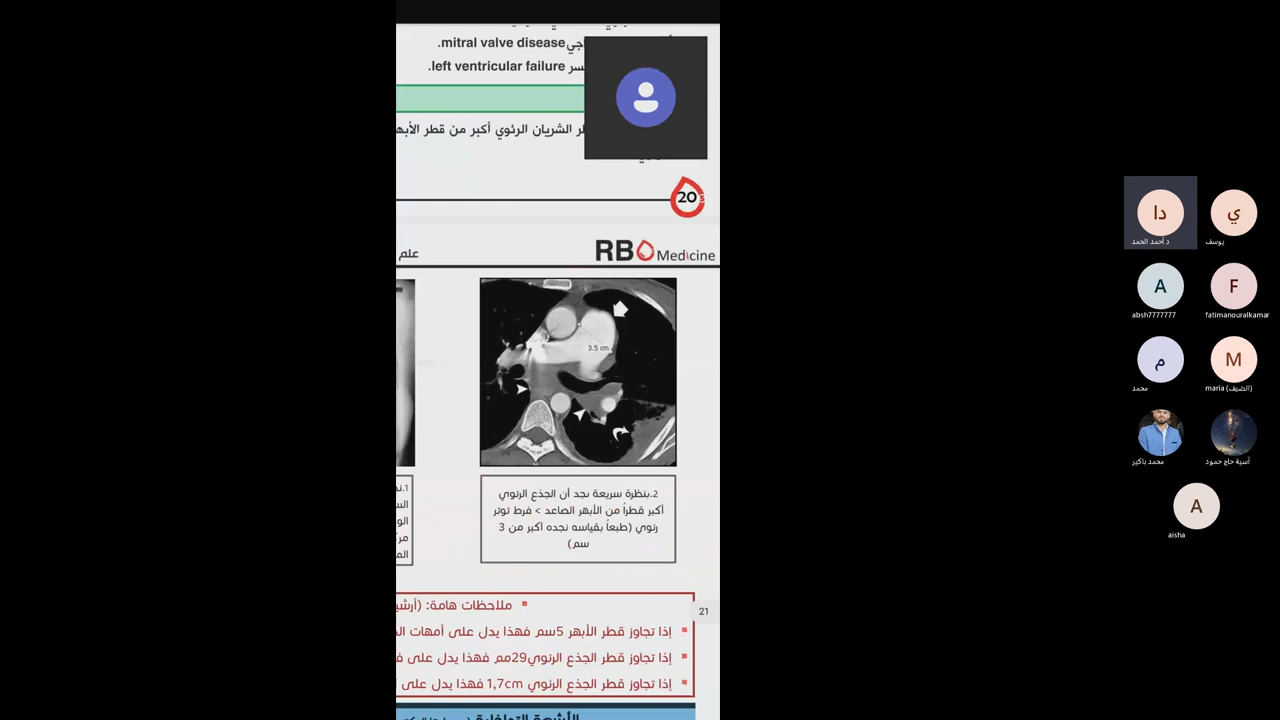 mitral valve disease.
left ventricular failure.
الشريان الرئوي أكبر من قطر
20
RB Medicine
علم
3.5 cm
2.بنظرة سريعة نجد أن الجذع الرئوي
أكبر قطراً من الأبهر الصاعد > فرط توتر
رئوي (طبعاً بقياسه نجده أكبر من 3
سم)
ملاحظات هامة:
إذا تجاوز قطر الأبهر 5سم فهذا يدل على أمهات
إذا تجاوز قطر الجذع الرئوي29مم فهذا يدل على
إذا تجاوز قطر الجذع الرئوي 1,7cm فهذا يدل على
21
دا
د أحمد الحمد
ي
يوسف
A
absh7777777
F
fatimanouralkamar
م
محمد
M
maria (الضيف)
محمد باكير
آسية حاج حمود
A
aisha